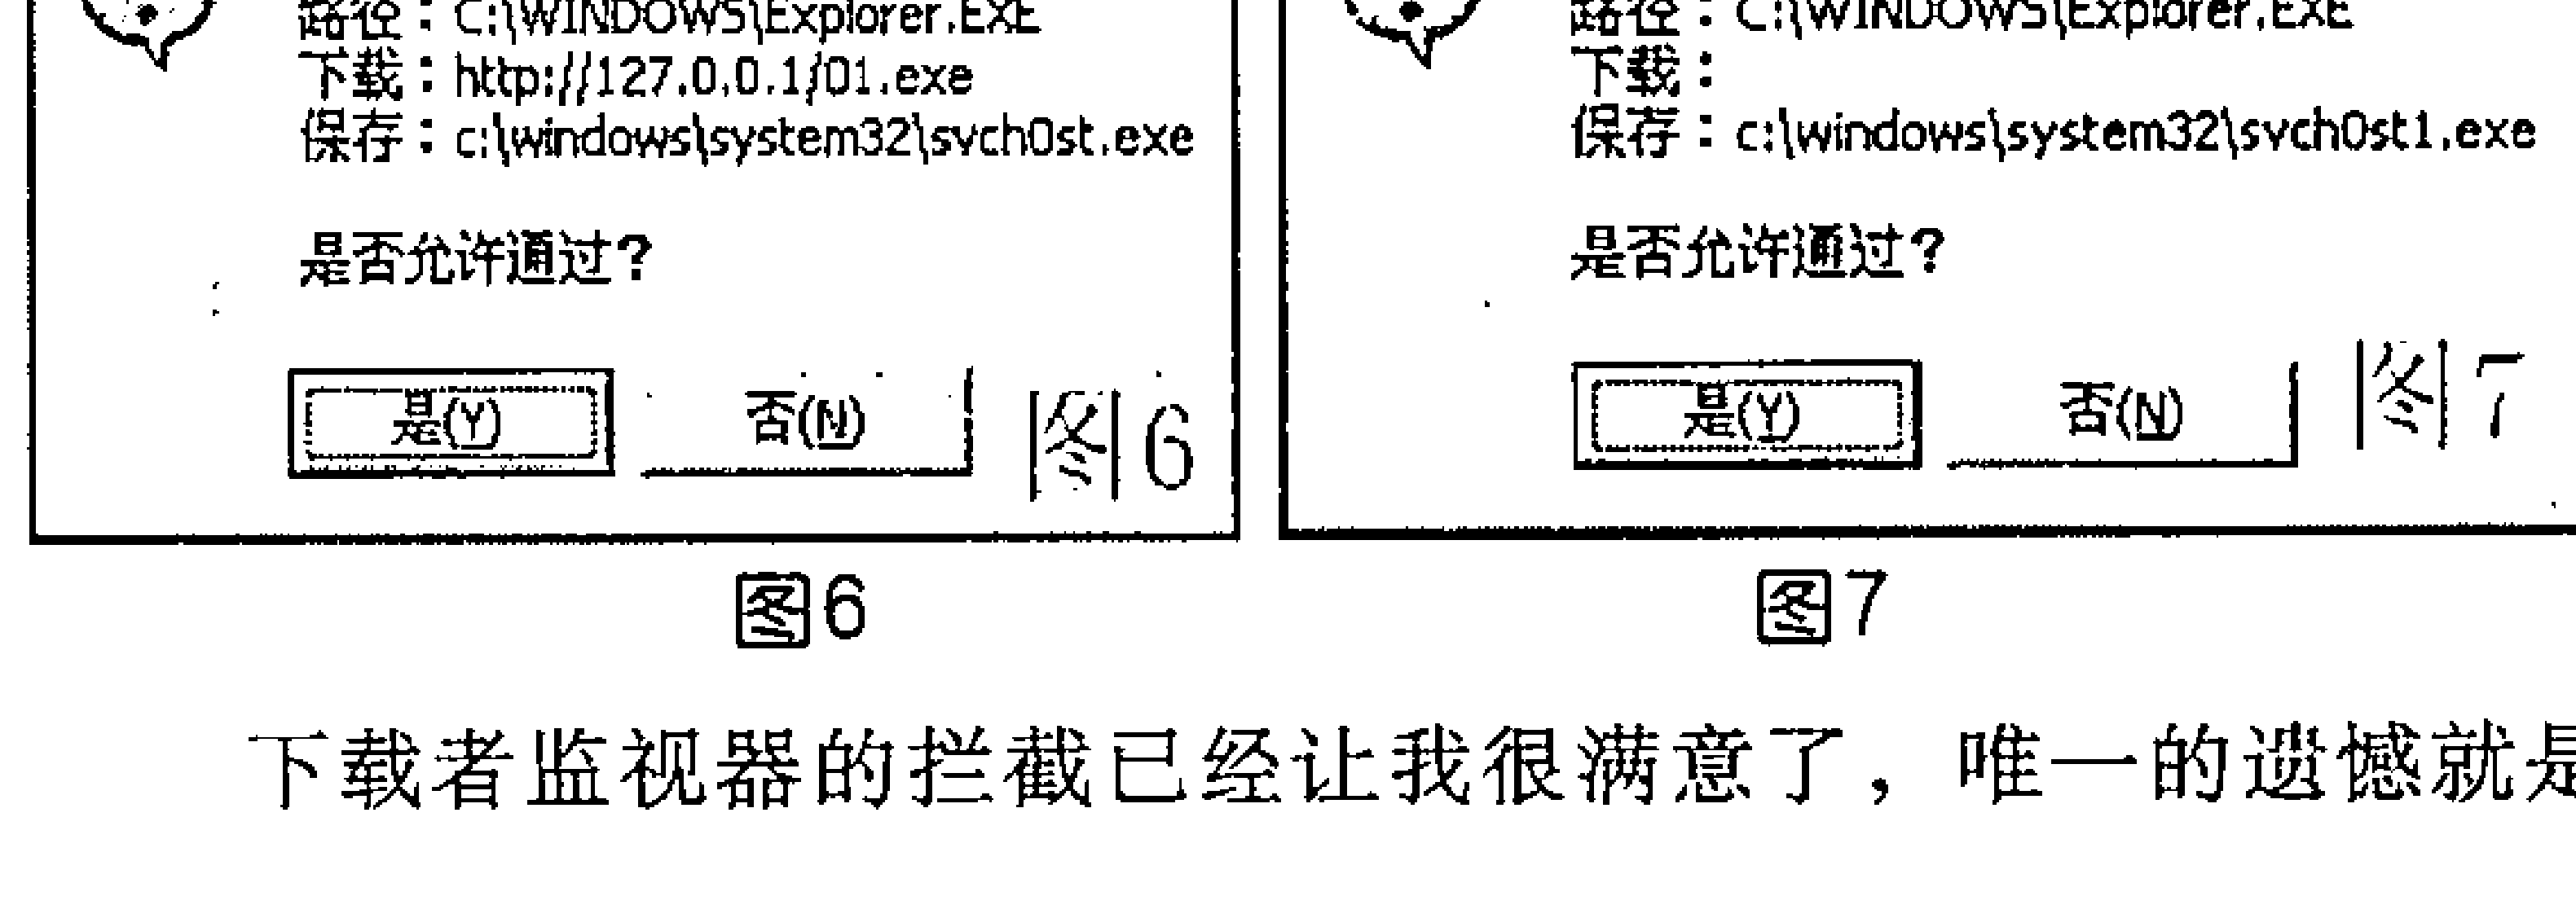 路径：C:\WINDOWS\Explorer.EXE
下载：http://127.0.0.1/01.exe
保存：c:\windows\system32\svch0st.exe
是否允许通过？
是(Y) 否(N) 图6
图6
路径：C:\WINDOWS\Explorer.EXE
下载：
保存：c:\windows\system32\svch0st1.exe
是否允许通过？
是(Y) 否(N) 图7
图7
下载者监视器的拦截已经让我很满意了，唯一的遗憾就是